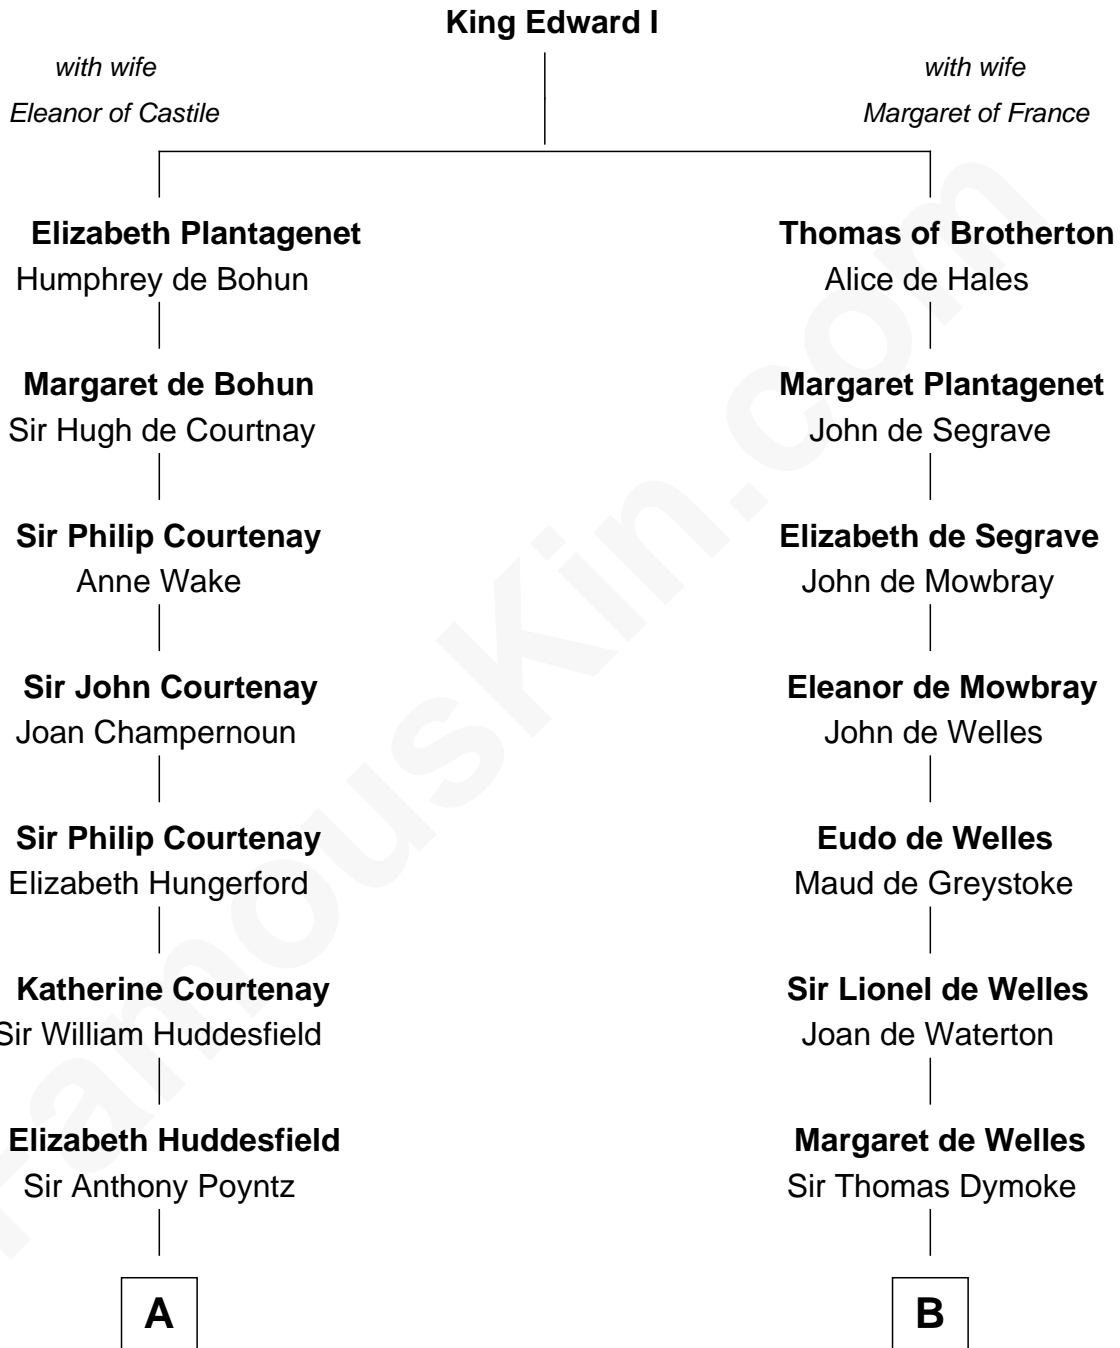 King Edward I
with wife
Eleanor of Castile
with wife
Margaret of France
Elizabeth Plantagenet
Humphrey de Bohun
Thomas of Brotherton
Alice de Hales
Margaret de Bohun
Sir Hugh de Courtnay
Margaret Plantagenet
John de Segrave
Sir Philip Courtenay
Anne Wake
Elizabeth de Segrave
John de Mowbray
Sir John Courtenay
Joan Champernoun
Eleanor de Mowbray
John de Welles
Sir Philip Courtenay
Elizabeth Hungerford
Eudo de Welles
Maud de Greystoke
Katherine Courtenay
Sir William Huddesfield
Sir Lionel de Welles
Joan de Waterton
Elizabeth Huddesfield
Sir Anthony Poyntz
Margaret de Welles
Sir Thomas Dymoke
A
B
FamousKin.com